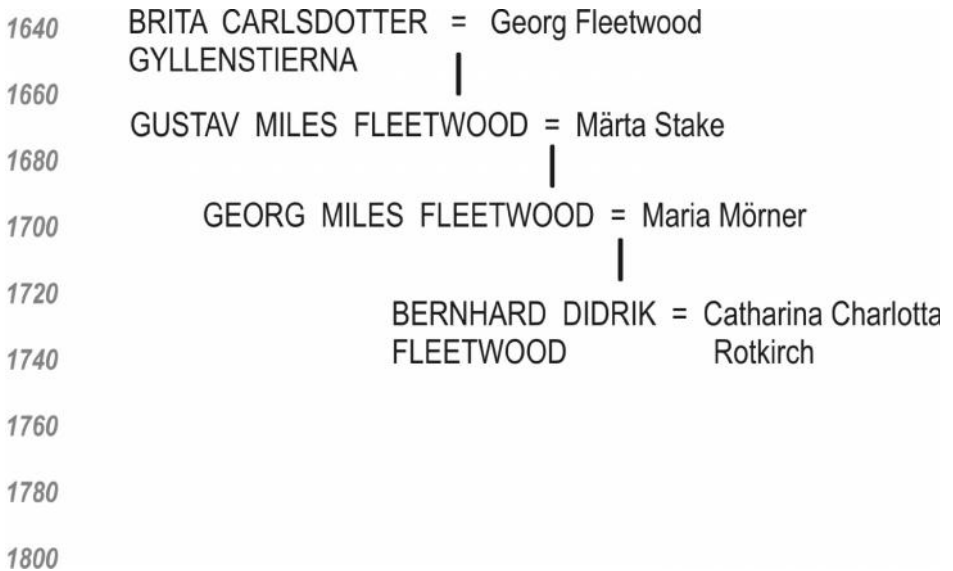 1640
BRITA CARLSDOTTER = Georg Fleetwood
GYLLENSTIERNA
1660
GUSTAV MILES FLEETWOOD = Märta Stake
1680
GEORG MILES FLEETWOOD = Maria Mörner
1700
1720
BERNHARD DIDRIK = Catharina Charlotta
FLEETWOOD Rotkirch
1740
1760
1780
1800